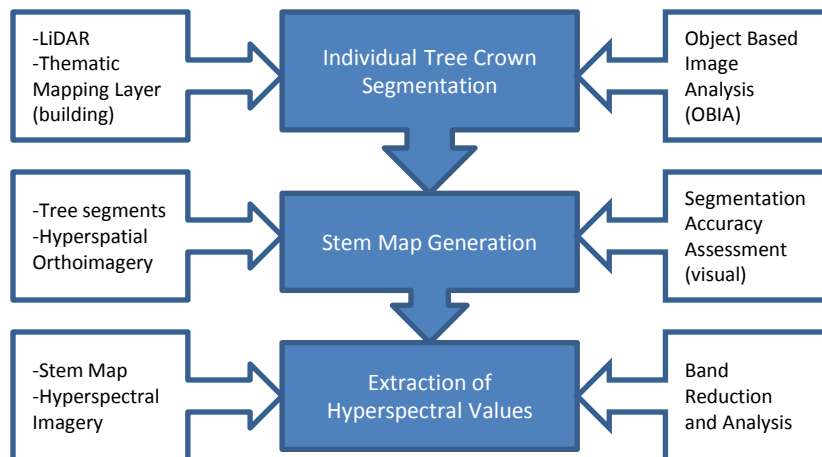 -LiDAR
-Thematic
Mapping Layer
(building)
Individual Tree Crown
Segmentation
Object Based
Image
Analysis
(OBIA)
-Tree segments
-Hyperspatial
Orthoimagery
Stem Map Generation
Segmentation
Accuracy
Assessment
(visual)
-Stem Map
-Hyperspectral
Imagery
Extraction of
Hyperspectral Values
Band
Reduction
and Analysis